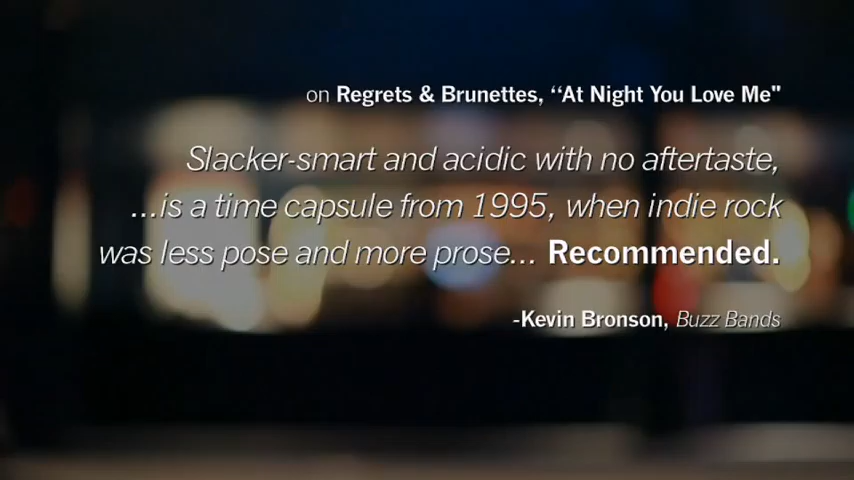 on Regrets & Brunettes, “At Night You Love Me"
Slacker-smart and acidic with no aftertaste,
...is a time capsule from 1995, when indie rock
was less pose and more prose... Recommended.
-Kevin Bronson, Buzz Bands